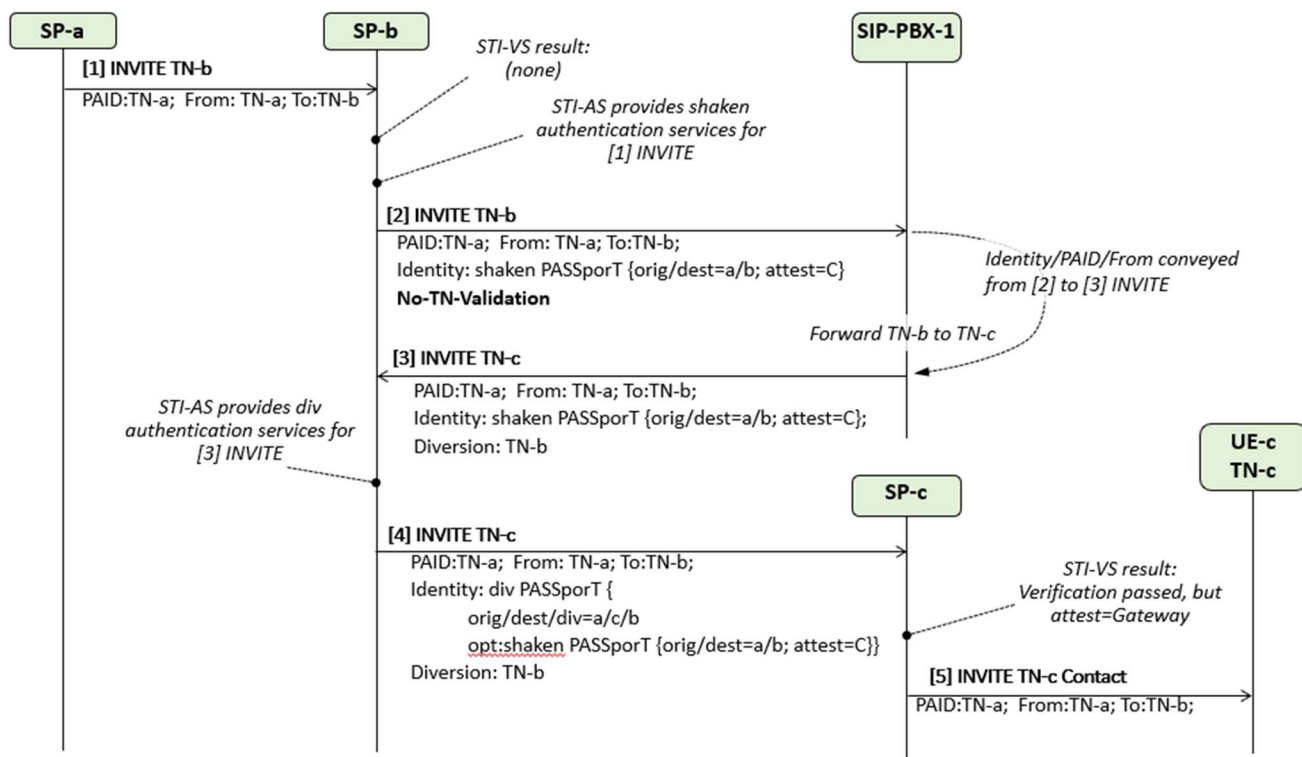 SP-a
SP-b
SIP-PBX-1
[1] INVITE TN-b
PAID:TN-a;  From: TN-a; To:TN-b
STI-VS result:
(none)
STI-AS provides shaken
authentication services for
[1] INVITE
[2] INVITE TN-b
PAID:TN-a;  From: TN-a; To:TN-b;
Identity: shaken PASSporT {orig/dest=a/b; attest=C}
No-TN-Validation
Identity/PAID/From conveyed
from [2] to [3] INVITE
Forward TN-b to TN-c
[3] INVITE TN-c
PAID:TN-a;  From: TN-a; To:TN-b;
Identity: shaken PASSporT {orig/dest=a/b; attest=C};
Diversion: TN-b
STI-AS provides div
authentication services for
[3] INVITE
UE-c
TN-c
SP-c
[4] INVITE TN-c
PAID:TN-a;  From: TN-a; To:TN-b;
Identity: div PASSporT {
orig/dest/div=a/c/b
opt:shaken PASSporT {orig/dest=a/b; attest=C}}
Diversion: TN-b
STI-VS result:
Verification passed, but
attest=Gateway
[5] INVITE TN-c Contact
PAID:TN-a;  From:TN-a; To:TN-b;